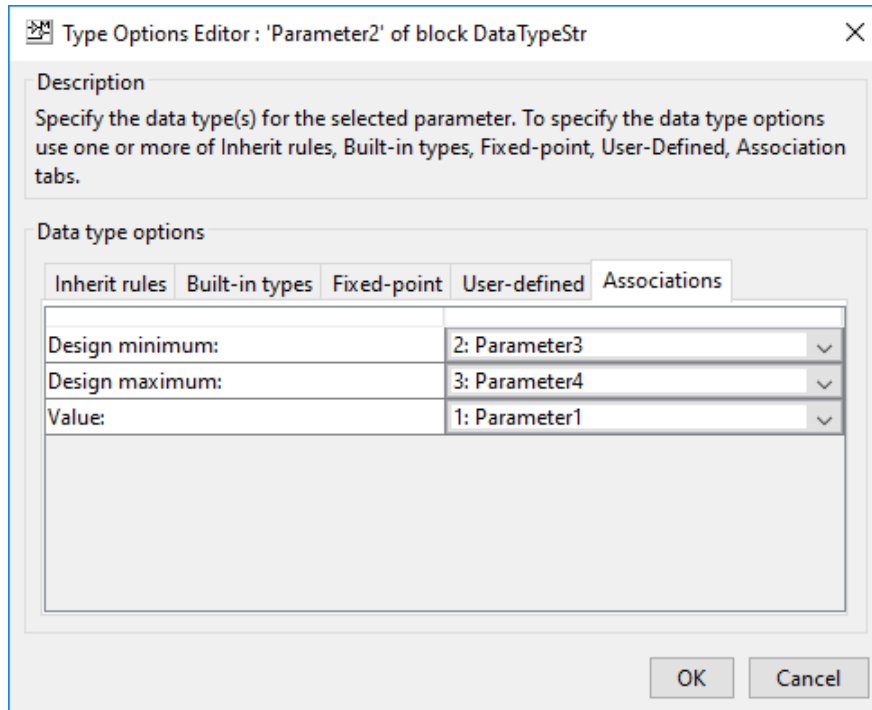 Type Options Editor : 'Parameter2' of block DataTypeStr
Description
Specify the data type(s) for the selected parameter. To specify the data type options
use one or more of Inherit rules, Built-in types, Fixed-point, User-Defined, Association
tabs.
Data type options
Inherit rules Built-in types Fixed-point User-defined Associations
Design minimum: 2: Parameter3
Design maximum: 3: Parameter4
Value: 1: Parameter1
OK Cancel